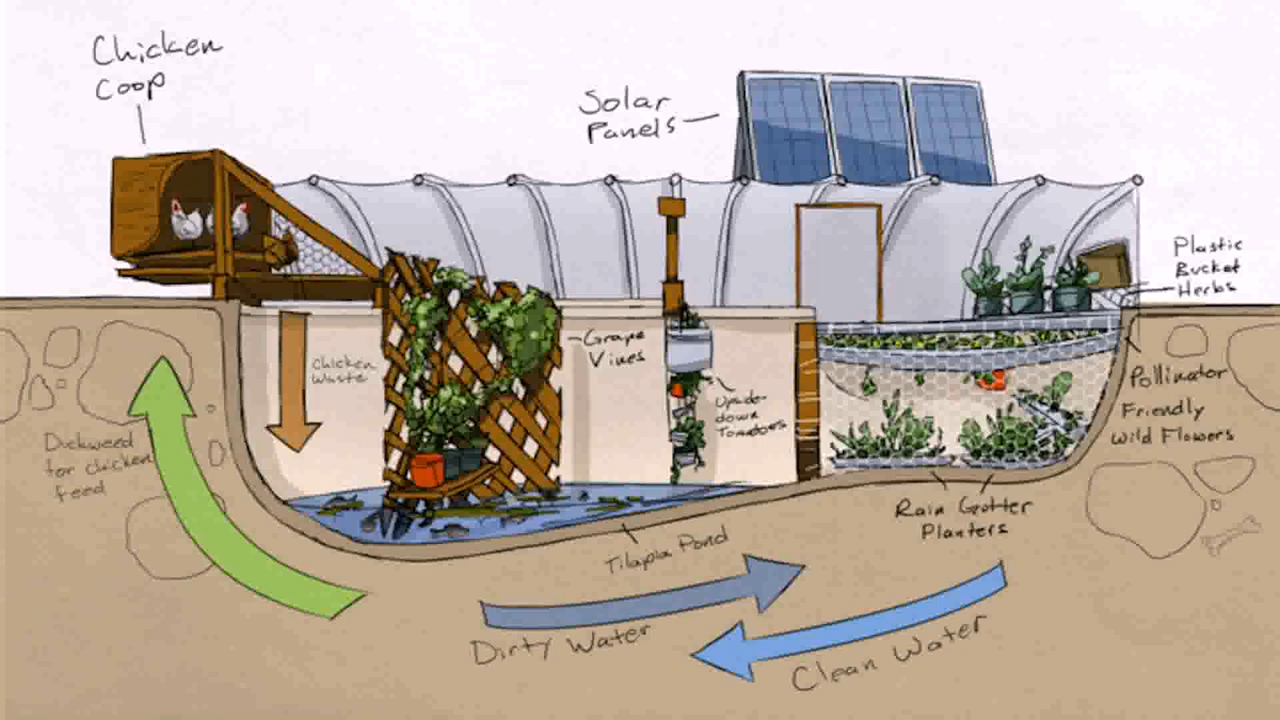 Chicken
Coop
Solar
Panels
Plastic
Bucket
Herbs
Grape
Vines
Chicken
Waste
Upside-
down
Tomatoes
Pollinator
Friendly
Wild Flowers
Duckweed
for chicken
feed
Rain Gutter
Planters
Tilapia Pond
Dirty Water
Clean Water